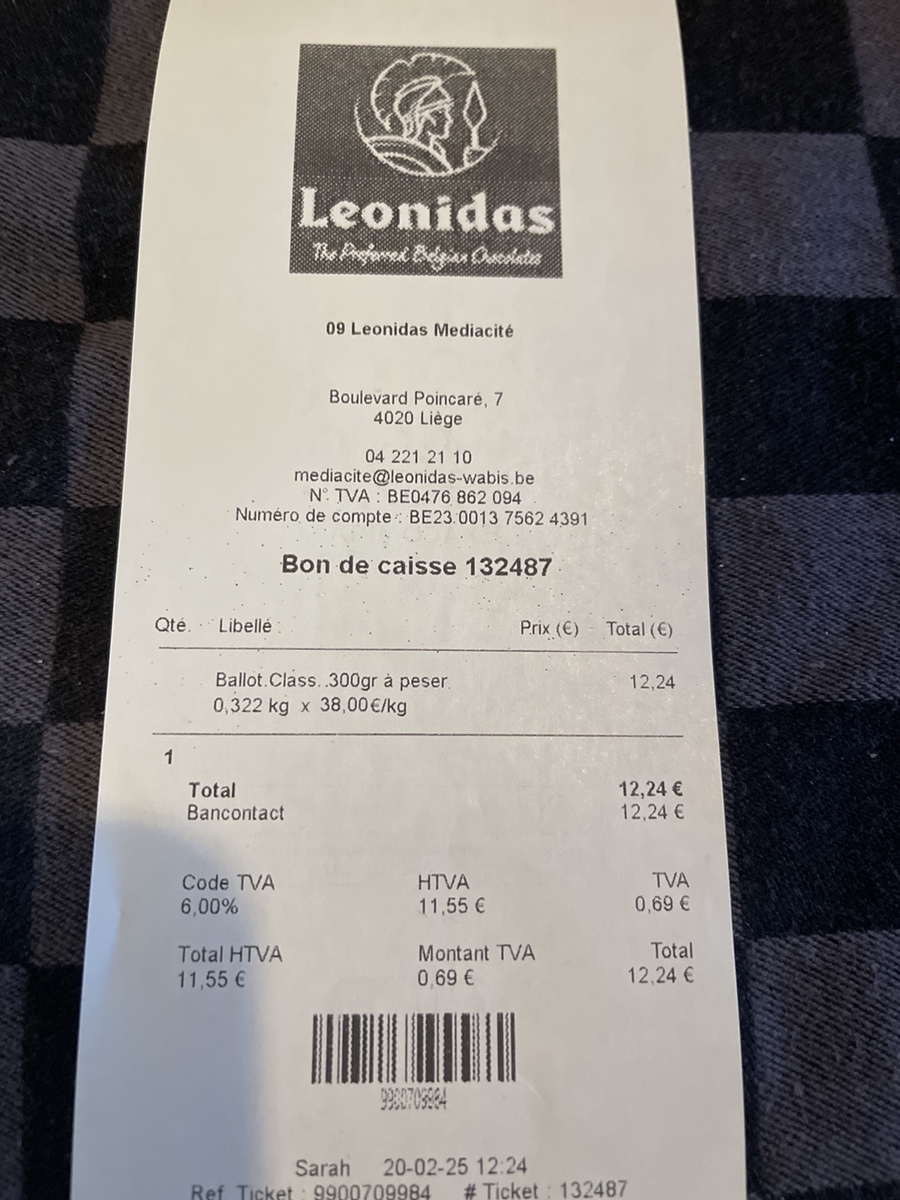 Leonidas
The Preferred Belgian Chocolates
09 Leonidas Mediacité
Boulevard Poincaré, 7
4020 Liège
04 221 21 10
mediacite@leonidas-wabis.be
N° TVA : BE0476 862 094
Numéro de compte : BE23 0013 7562 4391
Bon de caisse 132487
Qté. Libellé Prix (€) Total (€)
Ballot.Class. .300gr à peser 12,24
0,322 kg x 38,00€/kg
1
Total 12,24 €
Bancontact 12,24 €
Code TVA HTVA TVA
6,00% 11,55 € 0,69 €
Total HTVA Montant TVA Total
11,55 € 0,69 € 12,24 €
9900709984
Sarah 20-02-25 12:24
Ref. Ticket : 9900709984 # Ticket : 132487